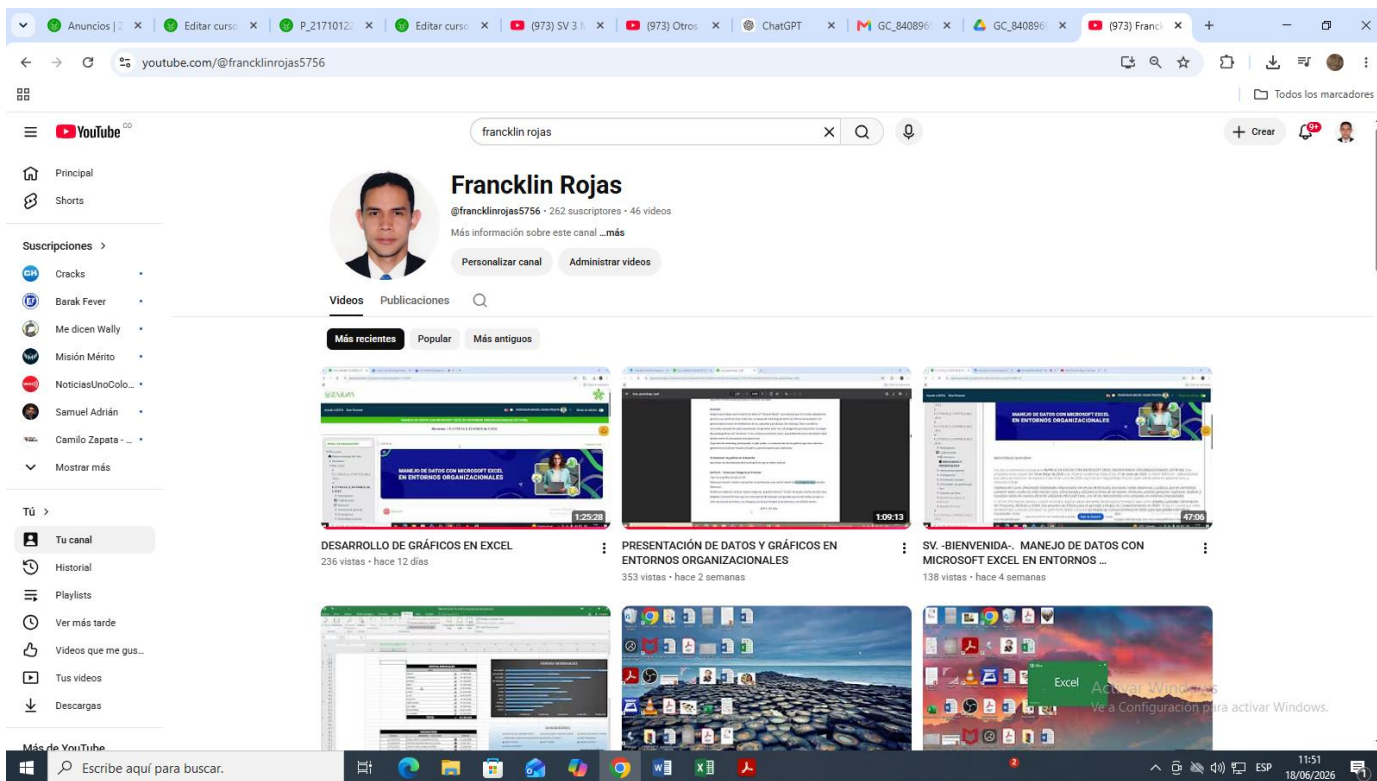 Anuncios | 2
Editar curso
P_21710122
Editar curso
(973) SV 3 N
(973) Otros
ChatGPT
GC_8408969
GC_8408969
(973) Franck
youtube.com/@francklinrojas5756
Todos los marcadores
YouTube CO
francklin rojas
Crear
9+
Principal
Shorts
Suscripciones
Cracks
Barak Fever
Me dicen Wally
Misión Mérito
NoticiasUnoColo...
Samuel Adrián
Camilo Zapata - ...
Mostrar más
Tú
Tu canal
Historial
Playlists
Ver más tarde
Videos que me gus...
Tus videos
Descargas
Más de YouTube
Francklin Rojas
@francklinrojas5756 • 262 suscriptores • 46 videos
Más información sobre este canal ...más
Personalizar canal
Administrar videos
Videos
Publicaciones
Más recientes
Popular
Más antiguos
MANEJO DE DATOS CON MICROSOFT EXCEL
EN ENTORNOS ORGANIZACIONALES
1:25:28
DESARROLLO DE GRÁFICOS EN EXCEL
236 vistas • hace 12 días
1:09:13
PRESENTACIÓN DE DATOS Y GRÁFICOS EN
ENTORNOS ORGANIZACIONALES
353 vistas • hace 2 semanas
MANEJO DE DATOS CON MICROSOFT EXCEL
EN ENTORNOS ORGANIZACIONALES
47:06
SV. -BIENVENIDA-. MANEJO DE DATOS CON
MICROSOFT EXCEL EN ENTORNOS ...
138 vistas • hace 4 semanas
Excel
Activar Windows
Ve a Configuración para activar Windows.
Escribe aquí para buscar.
2
ESP
11:51
18/06/2026
1